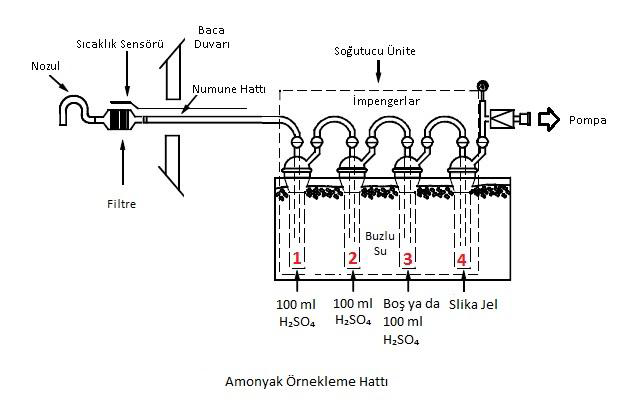 Baca
Duvarı
Sıcaklık Sensörü
Soğutucu Ünite
Nozul
Numune Hattı
İmpengerlar
Pompa
Filtre
Buzlu
Su
1
2
3
4
100 ml
H₂SO₄
100 ml
H₂SO₄
Boş ya da
100 ml
H₂SO₄
Slika Jel
Amonyak Örnekleme Hattı